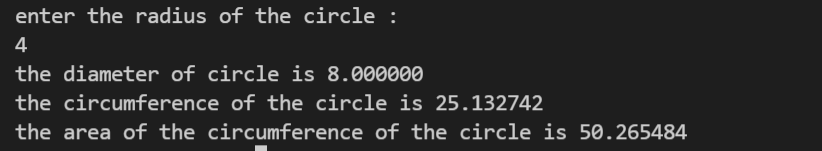 enter the radius of the circle :
4
the diameter of circle is 8.000000
the circumference of the circle is 25.132742
the area of the circumference of the circle is 50.265484